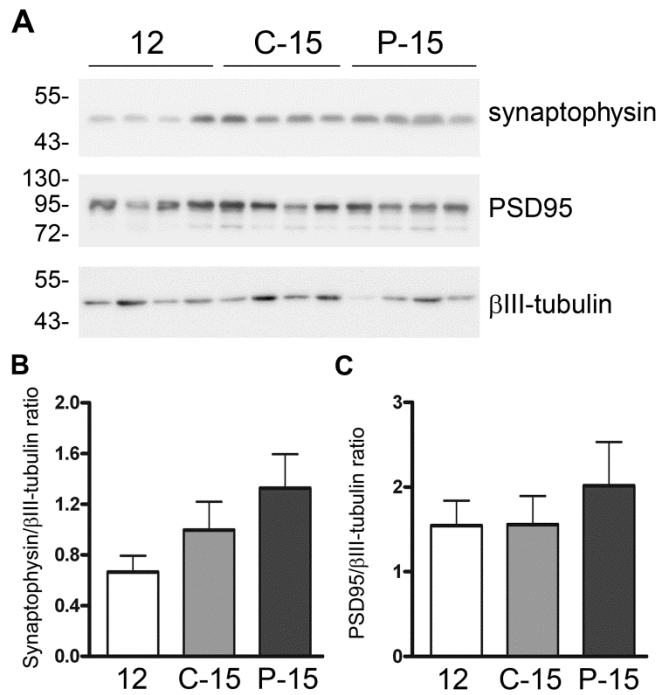 A
12 C-15 P-15
55-
43-
synaptophysin
130-
95-
72-
PSD95
55-
43-
βIII-tubulin
B
Synaptophysin/βIII-tubulin ratio
2.0
1.6
1.2
0.8
0.4
0.0
12 C-15 P-15
C
PSD95/βIII-tubulin ratio
3
2
1
0
12 C-15 P-15